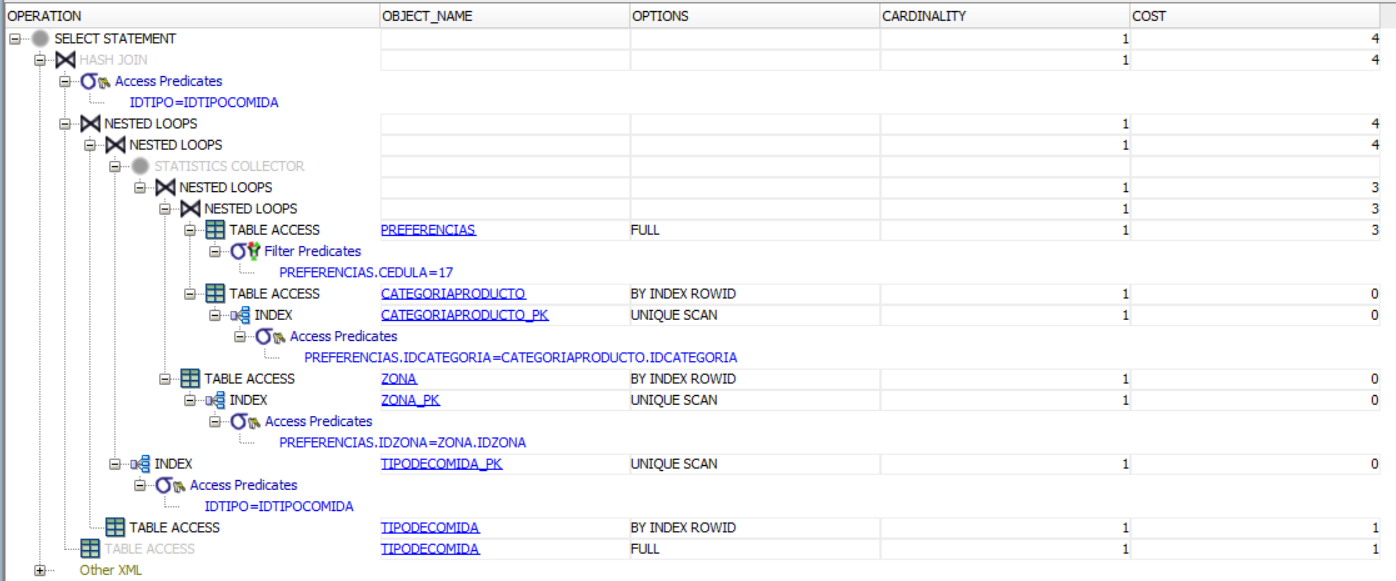 OPERATION OBJECT_NAME OPTIONS CARDINALITY COST
SELECT STATEMENT 1 4
HASH JOIN 1 4
Access Predicates
IDTIPO=IDTIPOCOMIDA
NESTED LOOPS 1 4
NESTED LOOPS 1 4
STATISTICS COLLECTOR
NESTED LOOPS 1 3
NESTED LOOPS 1 3
TABLE ACCESS PREFERENCIAS FULL 1 3
Filter Predicates
PREFERENCIAS.CEDULA=17
TABLE ACCESS CATEGORIAPRODUCTO BY INDEX ROWID 1 0
INDEX CATEGORIAPRODUCTO_PK UNIQUE SCAN 1 0
Access Predicates
PREFERENCIAS.IDCATEGORIA=CATEGORIAPRODUCTO.IDCATEGORIA
TABLE ACCESS ZONA BY INDEX ROWID 1 0
INDEX ZONA_PK UNIQUE SCAN 1 0
Access Predicates
PREFERENCIAS.IDZONA=ZONA.IDZONA
INDEX TIPODECOMIDA_PK UNIQUE SCAN 1 0
Access Predicates
IDTIPO=IDTIPOCOMIDA
TABLE ACCESS TIPODECOMIDA BY INDEX ROWID 1 1
TABLE ACCESS TIPODECOMIDA FULL 1 1
Other XML